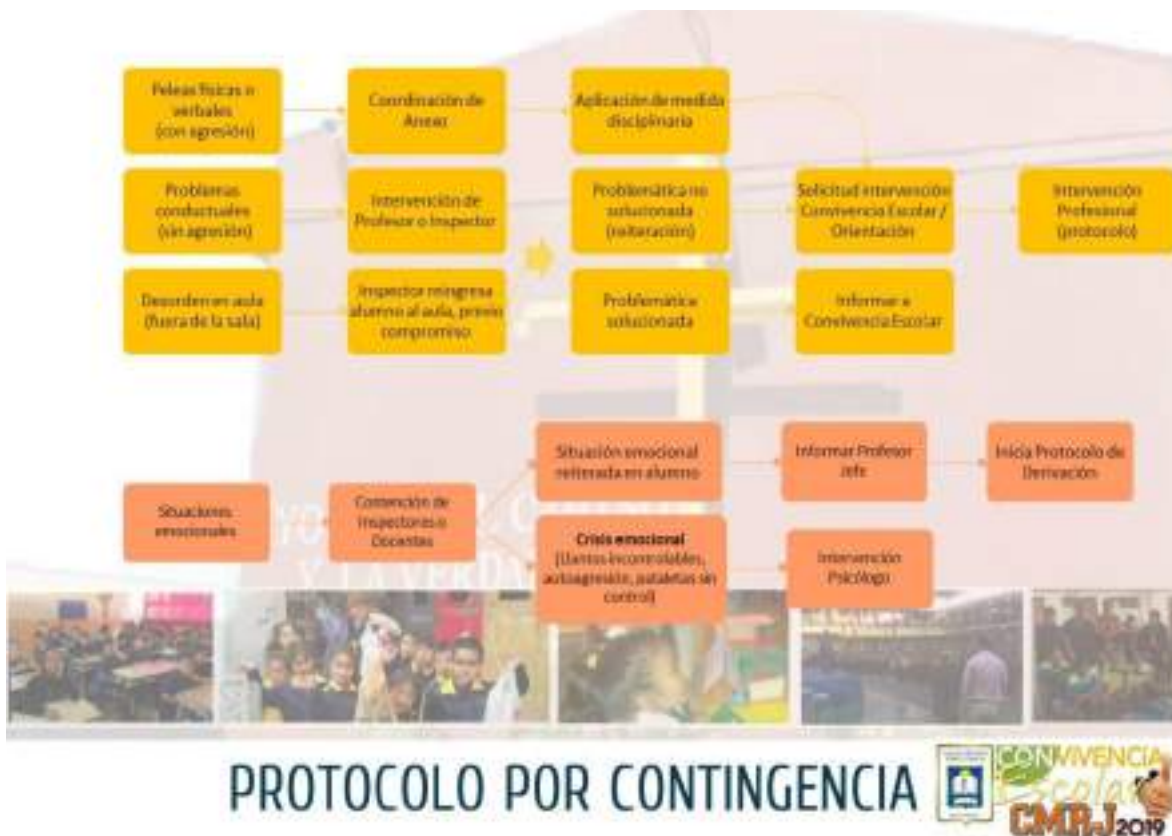 Peleas físicas o
verbales
(con agresión)
Coordinación de
Anexo
Aplicación de medida
disciplinaria
Problemas
conductuales
(sin agresión)
Intervención de
Profesor o Inspector
Problemática no
solucionada
(reiteración)
Solicitud intervención
Convivencia Escolar /
Orientación
Intervención
Profesional
(protocolo)
Desorden en aula
(fuera de la sala)
Inspector reingresa
alumno al aula, previo
compromiso
Problemática
solucionada
Informar a
Convivencia Escolar
Situaciones
emocionales
Contención de
Inspectores o
Docentes
Situación emocional
reiterada en alumno
Informar Profesor
Jefe
Inicia Protocolo de
Derivación
Crisis emocional
(Llantos incontrolables,
autoagresión, pataletas sin
control)
Intervención
Psicólogo
YO
Y LA VERD
PROTOCOLO POR CONTINGENCIA
CONVIVENCIA
Escolar
CMRJ 2019